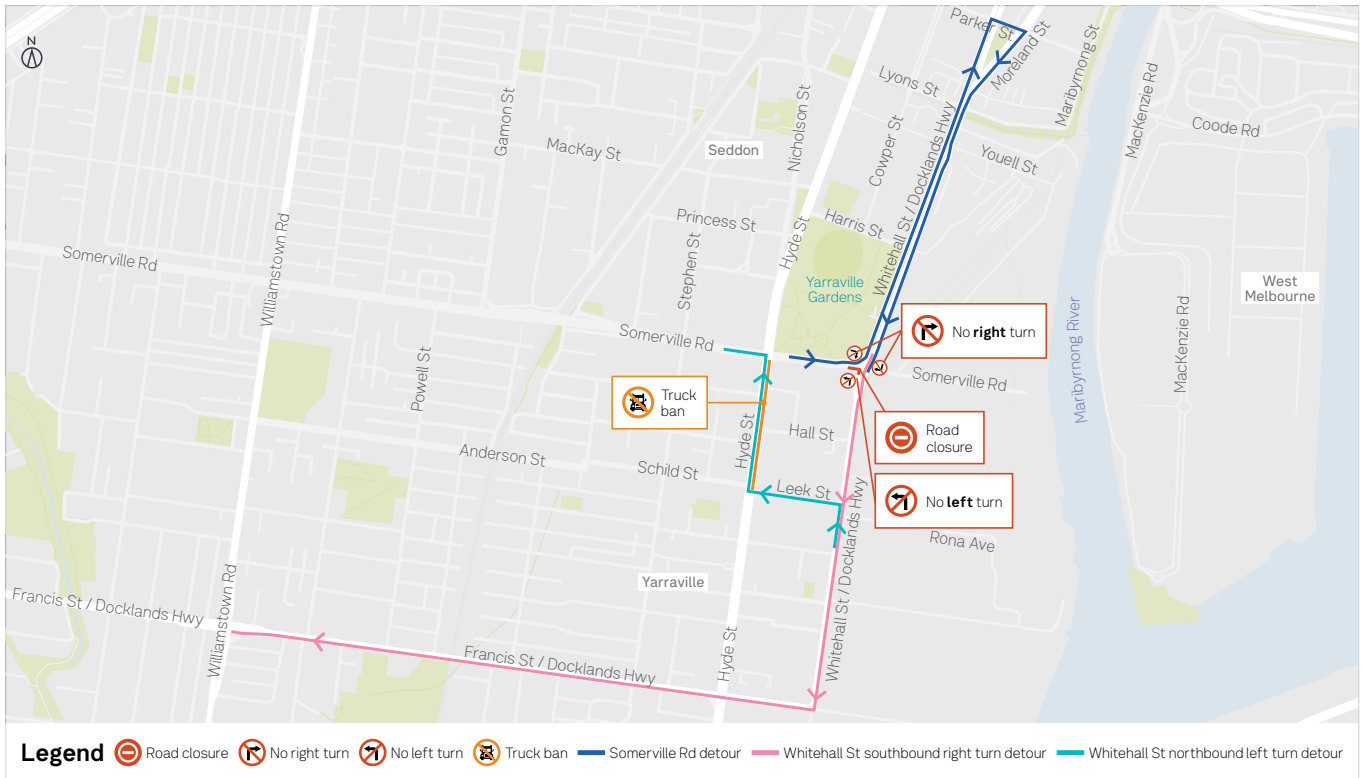 N
Parker St
Moreland St
Maribyrnong St
Lyons St
MacKenzie Rd
Coode Rd
Gamon St
Nicholson St
MacKay St
Seddon
Cowper St
Whitehall St / Docklands Hwy
Youell St
Princess St
Harris St
Hyde St
Stephen St
Williamstown Rd
Somerville Rd
Yarraville
Gardens
West
Melbourne
Maribyrnong River
MacKenzie Rd
No right turn
Somerville Rd
Somerville Rd
Powell St
Truck
ban
Hyde St
Hall St
Road
closure
Anderson St
Schild St
Leek St
No left turn
Whitehall St / Docklands Hwy
Rona Ave
Yarraville
Francis St / Docklands Hwy
Williamstown Rd
Francis St / Docklands Hwy
Hyde St
Legend Road closure No right turn No left turn Truck ban Somerville Rd detour Whitehall St southbound right turn detour Whitehall St northbound left turn detour